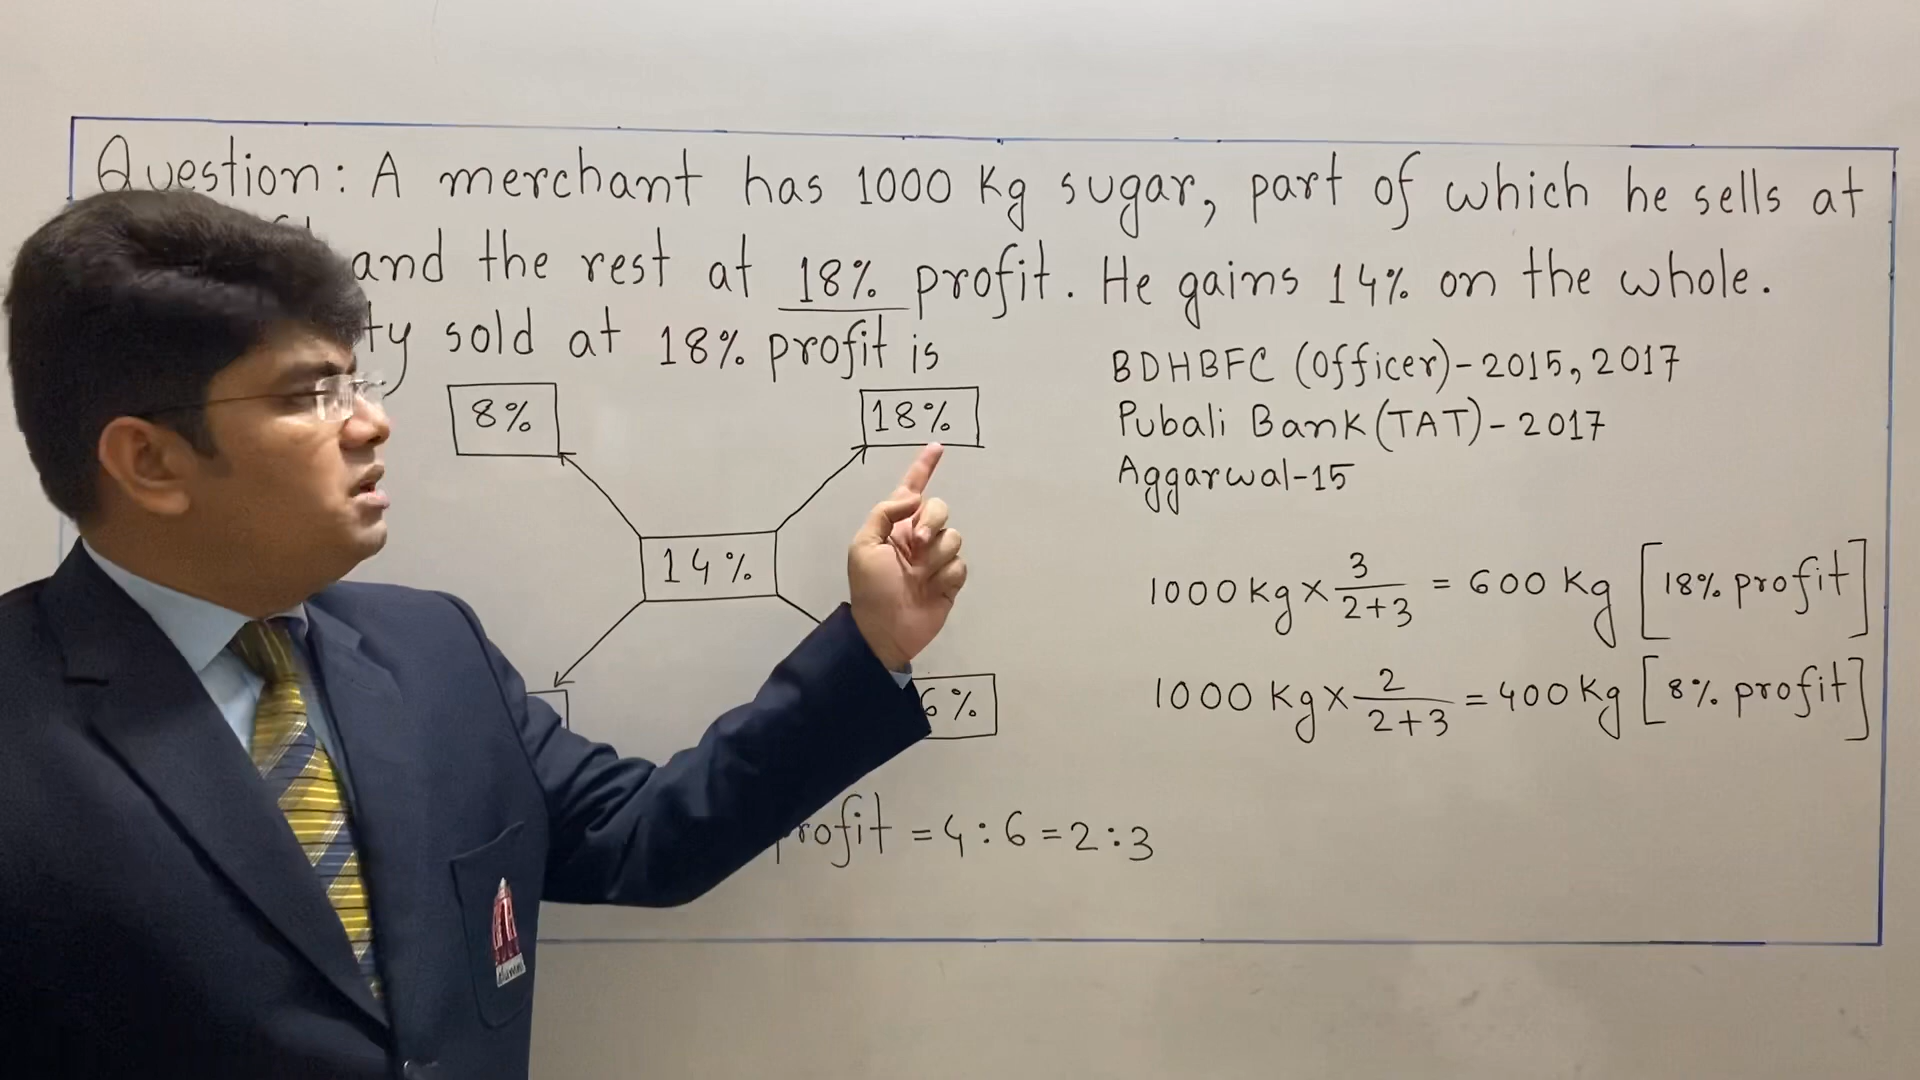 Question: A merchant has 1000 Kg sugar, part of which he sells at
and the rest at 18% profit. He gains 14% on the whole.
ty sold at 18% profit is
BDHBFC (Officer)-2015, 2017
8%
18%
Pubali Bank (TAT)-2017
Aggarwal-15
14%
1000 kg × 3/2+3 = 600 Kg [18% profit]
6%
1000 Kg × 2/2+3 = 400 Kg [8% profit]
rofit = 4:6 = 2:3